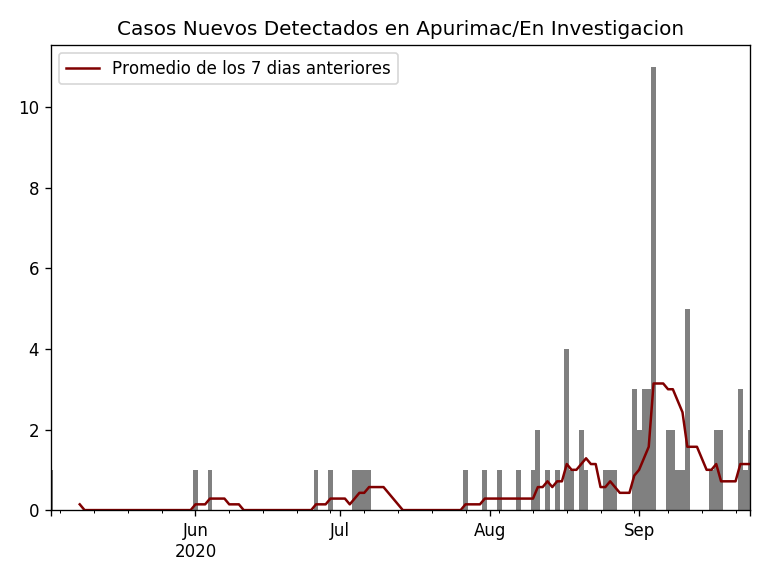 Casos Nuevos Detectados en Apurimac/En Investigacion
Promedio de los 7 dias anteriores
10
8
6
4
2
0
Jun Jul Aug Sep
2020